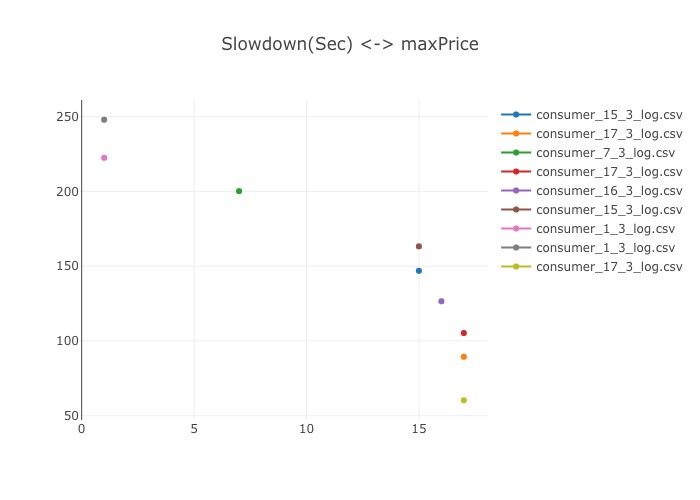 Slowdown(Sec) <-> maxPrice
250
200
150
100
50
0
5
10
15
consumer_15_3_log.csv
consumer_17_3_log.csv
consumer_7_3_log.csv
consumer_17_3_log.csv
consumer_16_3_log.csv
consumer_15_3_log.csv
consumer_1_3_log.csv
consumer_1_3_log.csv
consumer_17_3_log.csv